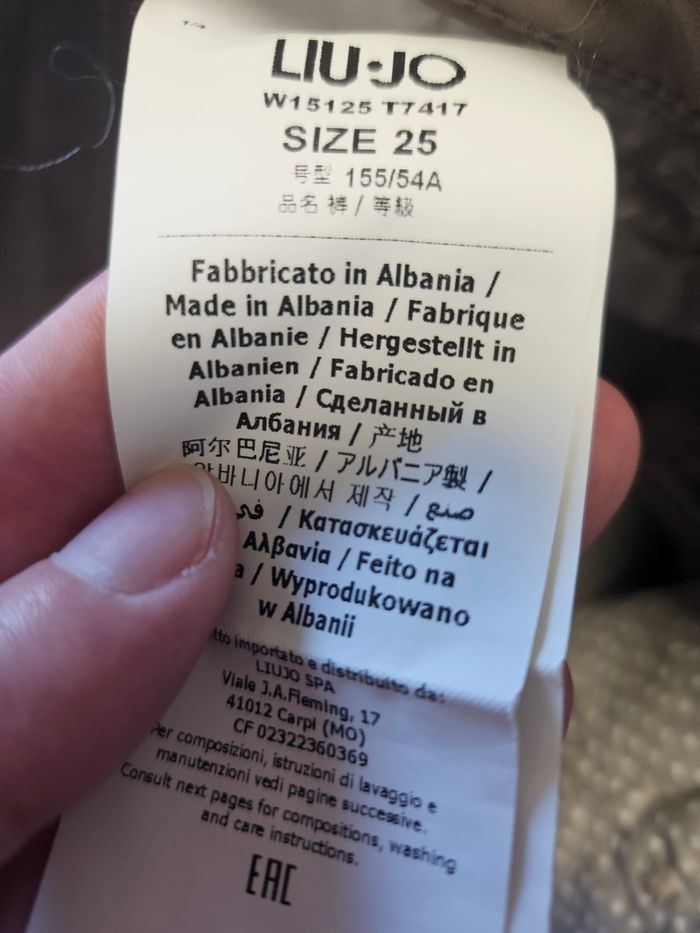 LIU·JO
W15125 T7417
SIZE 25
号型 155/54A
品名 裤 / 等級
Fabbricato in Albania /
Made in Albania / Fabrique
en Albanie / Hergestellt in
Albanien / Fabricado en
Albania / Сделанный в
Албания / 产地
阿尔巴尼亚 / アルバニア製 /
알바니아에서 제작 / صنع
في / Κατασκευάζεται
Αλβανία / Feito na
/ Wyprodukowano
w Albanii
importato e distribuito da:
LIUJO SPA
Viale J.A.Fleming, 17
41012 Carpi (MO)
CF 02322360369
Per composizioni, istruzioni di lavaggio e
manutenzioni vedi pagine successive.
Consult next pages for compositions, washing
and care instructions.
EAC